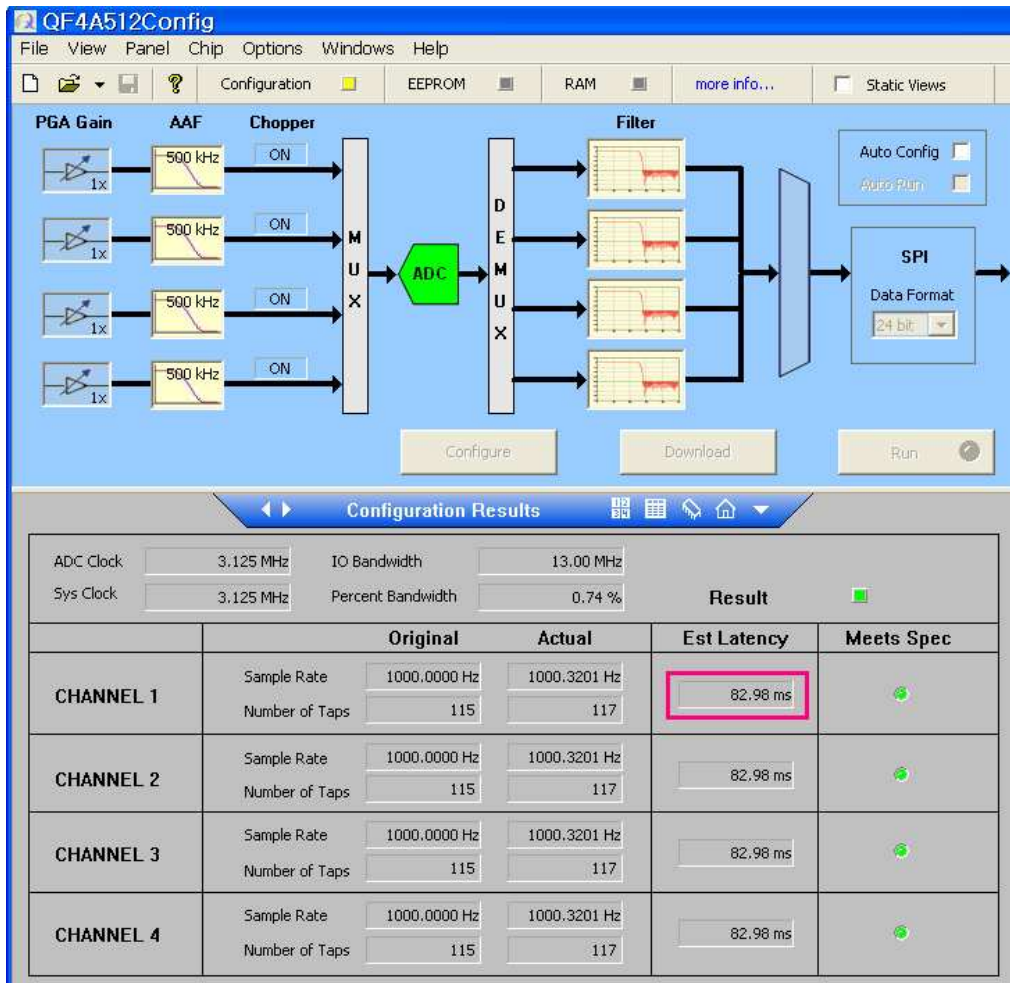 QF4A512Config
File View Panel Chip Options Windows Help
Configuration EEPROM RAM more info... Static Views
PGA Gain AAF Chopper Filter
1x 500 kHz ON
1x 500 kHz ON
1x 500 kHz ON
1x 500 kHz ON
MUX
ADC
DEMUX
Auto Config
Auto Run
SPI
Data Format
24 bit
Configure Download Run
Configuration Results
ADC Clock 3.125 MHz IO Bandwidth 13.00 MHz
Sys Clock 3.125 MHz Percent Bandwidth 0.74 % Result
Original Actual Est Latency Meets Spec
CHANNEL 1
Sample Rate 1000.0000 Hz 1000.3201 Hz
82.98 ms
Number of Taps 115 117
CHANNEL 2
Sample Rate 1000.0000 Hz 1000.3201 Hz
82.98 ms
Number of Taps 115 117
CHANNEL 3
Sample Rate 1000.0000 Hz 1000.3201 Hz
82.98 ms
Number of Taps 115 117
CHANNEL 4
Sample Rate 1000.0000 Hz 1000.3201 Hz
82.98 ms
Number of Taps 115 117